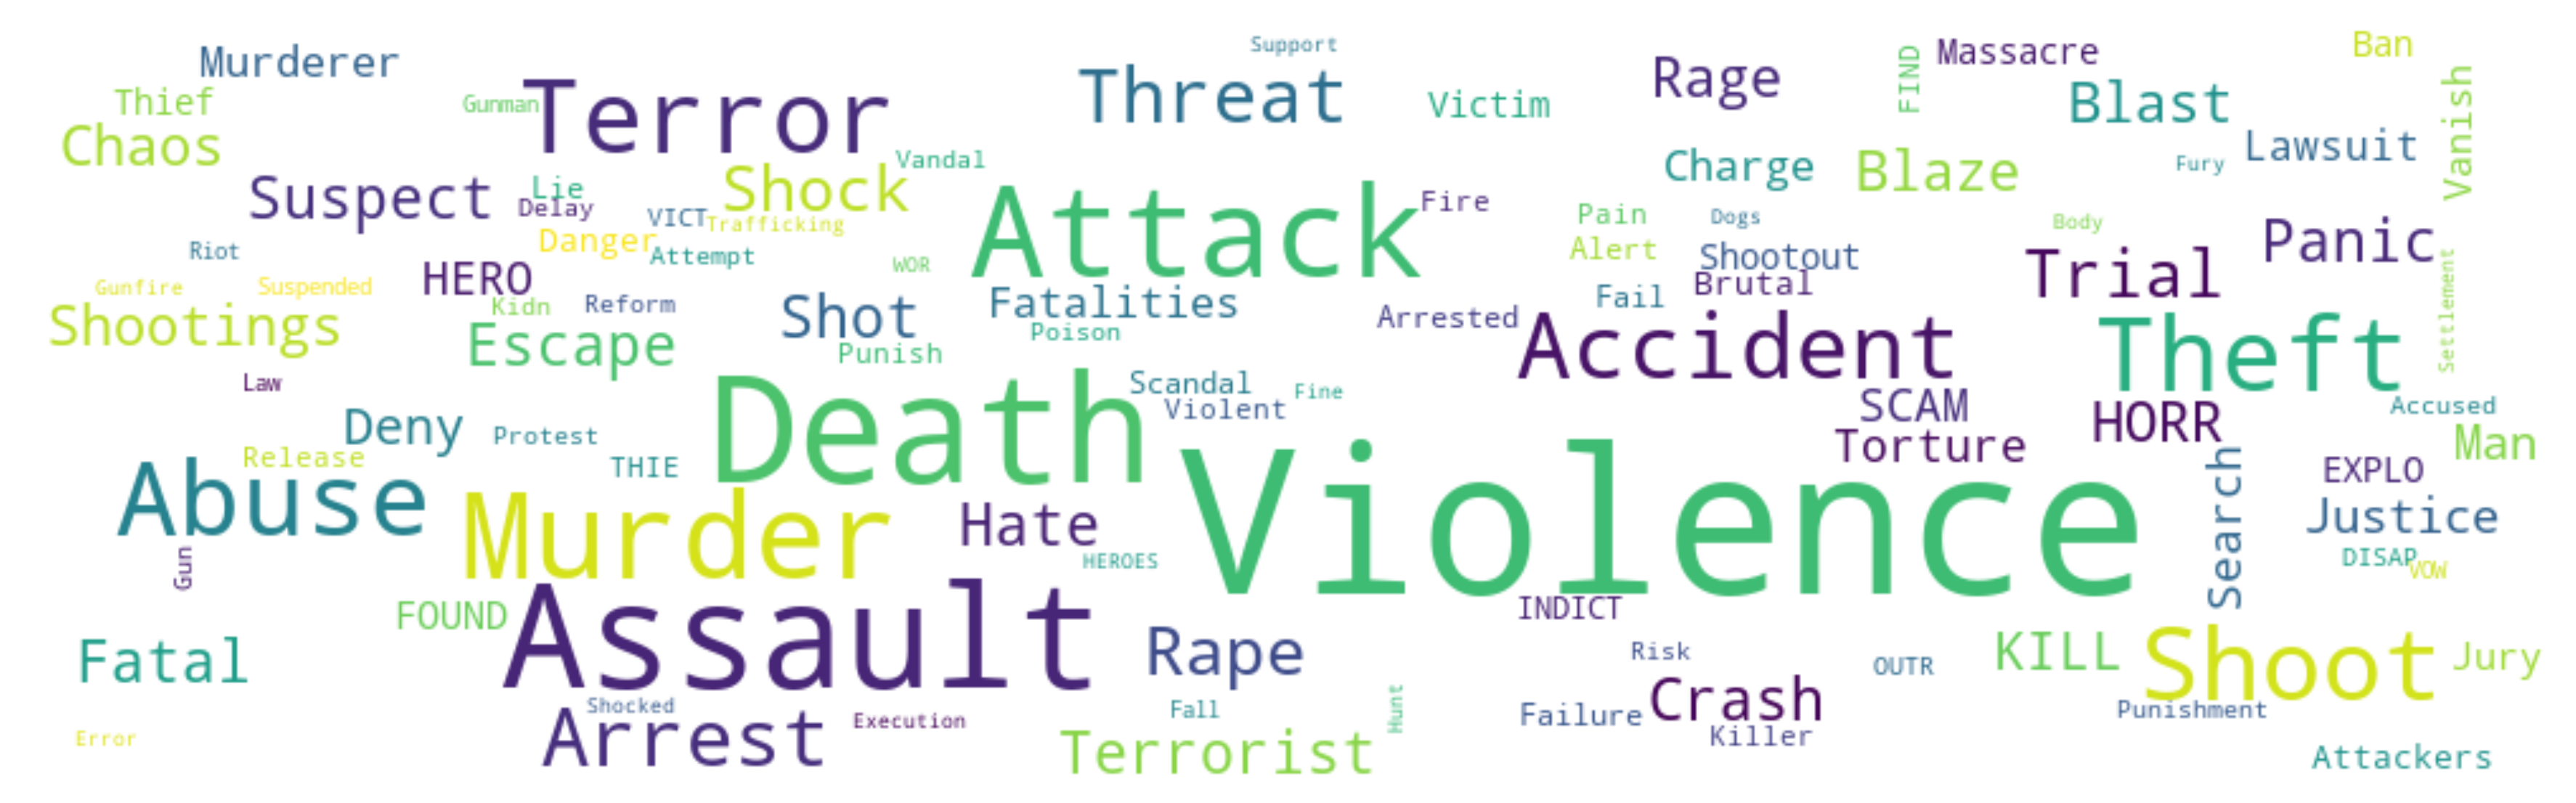 Support
Murderer
Massacre
Ban
Rage
FIND
Thief
Gunman
Terror
Threat
Victim
Blast
Vanish
Chaos
Vandal
Charge
Blaze
Fury
Lawsuit
Suspect
Lie
Delay
Shock
VICT
Trafficking
Attack
Fire
Pain
Dogs
Body
Riot
Danger
Attempt
Alert
Shootout
Panic
WOR
Gunfire
Suspended
HERO
Brutal
Trial
Kidn
Reform
Shot
Fatalities
Fail
Settlement
Shootings
Escape
Punish
Poison
Arrested
Accident
Theft
Law
Scandal
Fine
Violent
SCAM
HORR
Accused
Deny
Protest
Death
Torture
Man
Release
THIE
Search
EXPLO
Abuse
Murder
Hate
Violence
Justice
Gun
HEROES
DISAP
VOW
FOUND
Assault
INDICT
Fatal
Rape
Risk
OUTR
KILL
Shoot
Jury
Shocked
Arrest
Execution
Fall
Hunt
Failure
Crash
Killer
Punishment
Error
Terrorist
Attackers